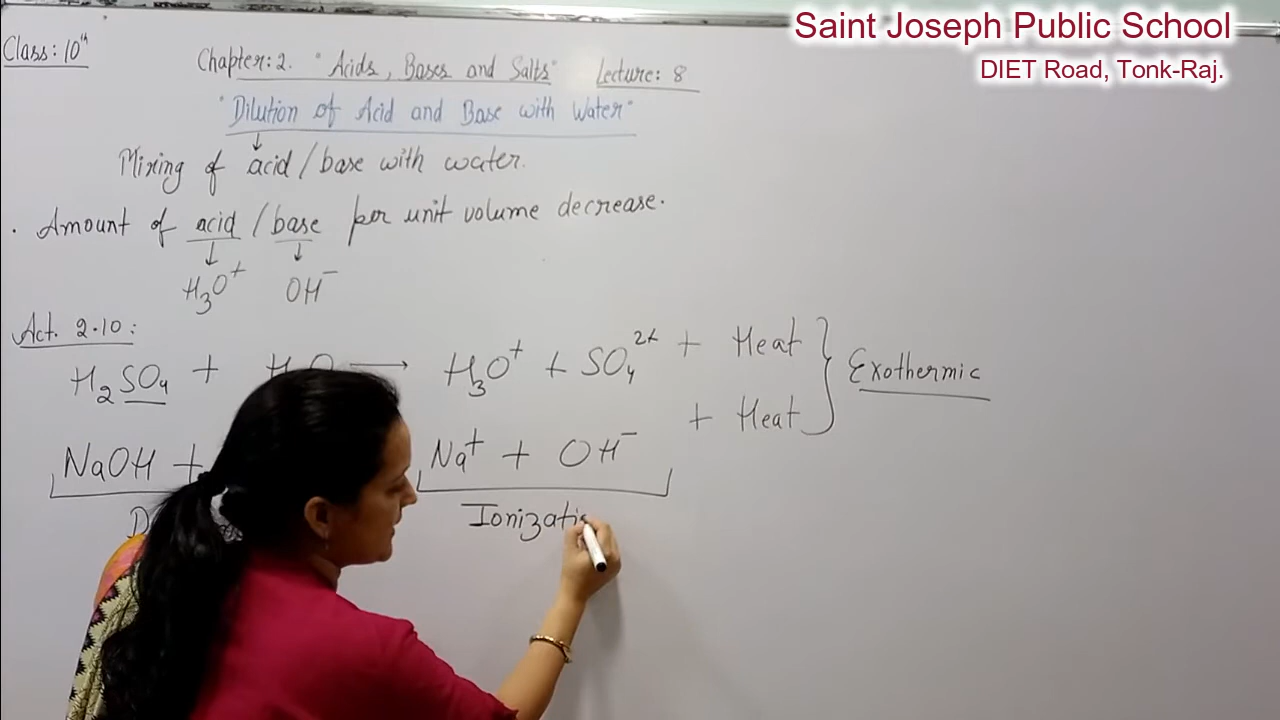 Saint Joseph Public School
DIET Road, Tonk-Raj.
Class: 10th
Chapter: 2. "Acids, Bases and Salts" Lecture: 8
"Dilution of Acid and Base with Water"
↓
Mixing of acid / base with water.
. Amount of acid / base per unit volume decrease.
↓ ↓
H₃O⁺ OH⁻
Act. 2.10:
H₂SO₄ + H₂O → H₃O⁺ + SO₄ + Heat } Exothermic
NaOH + Na⁺ + OH⁻ + Heat
Ionizati